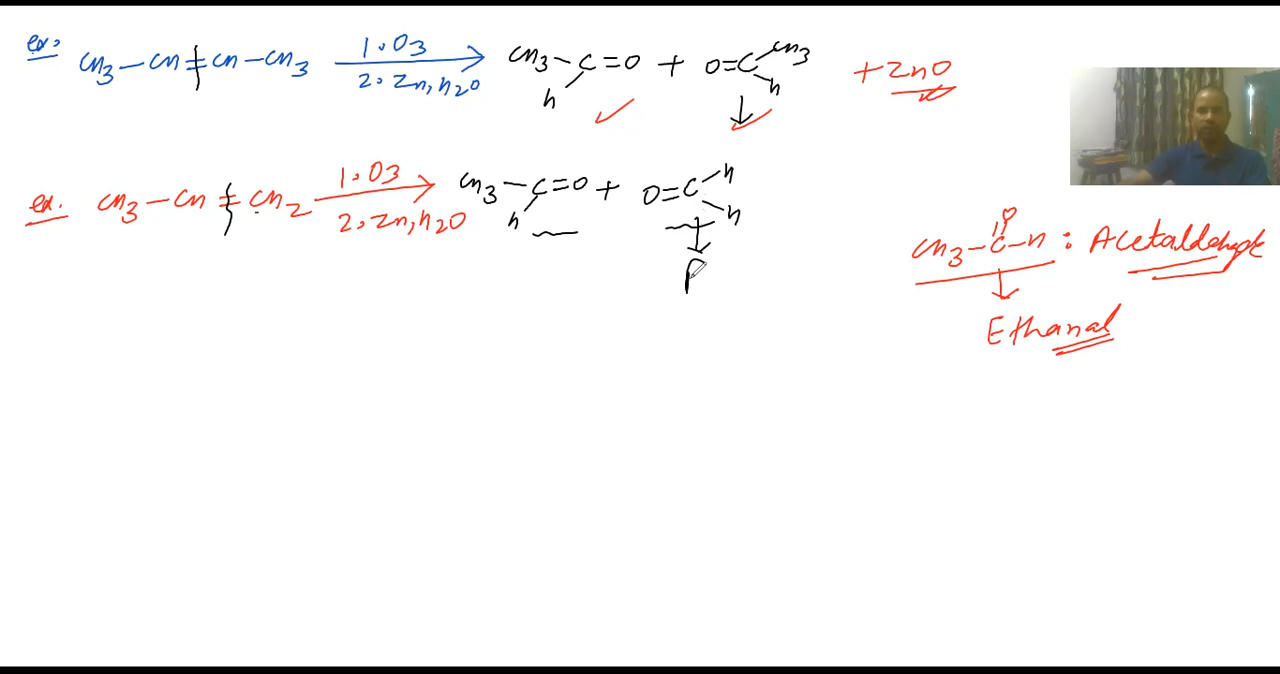 ex: CH3—CH=CH—CH3 1. O3 2. Zn, H2O → CH3—C=O + O=C CH3 + ZnO
H H
ex. CH3—CH=CH2 1. O3 2. Zn, H2O → CH3—C=O + O=C H
H H
O
CH3—C—H : Acetaldehyde
Ethanal